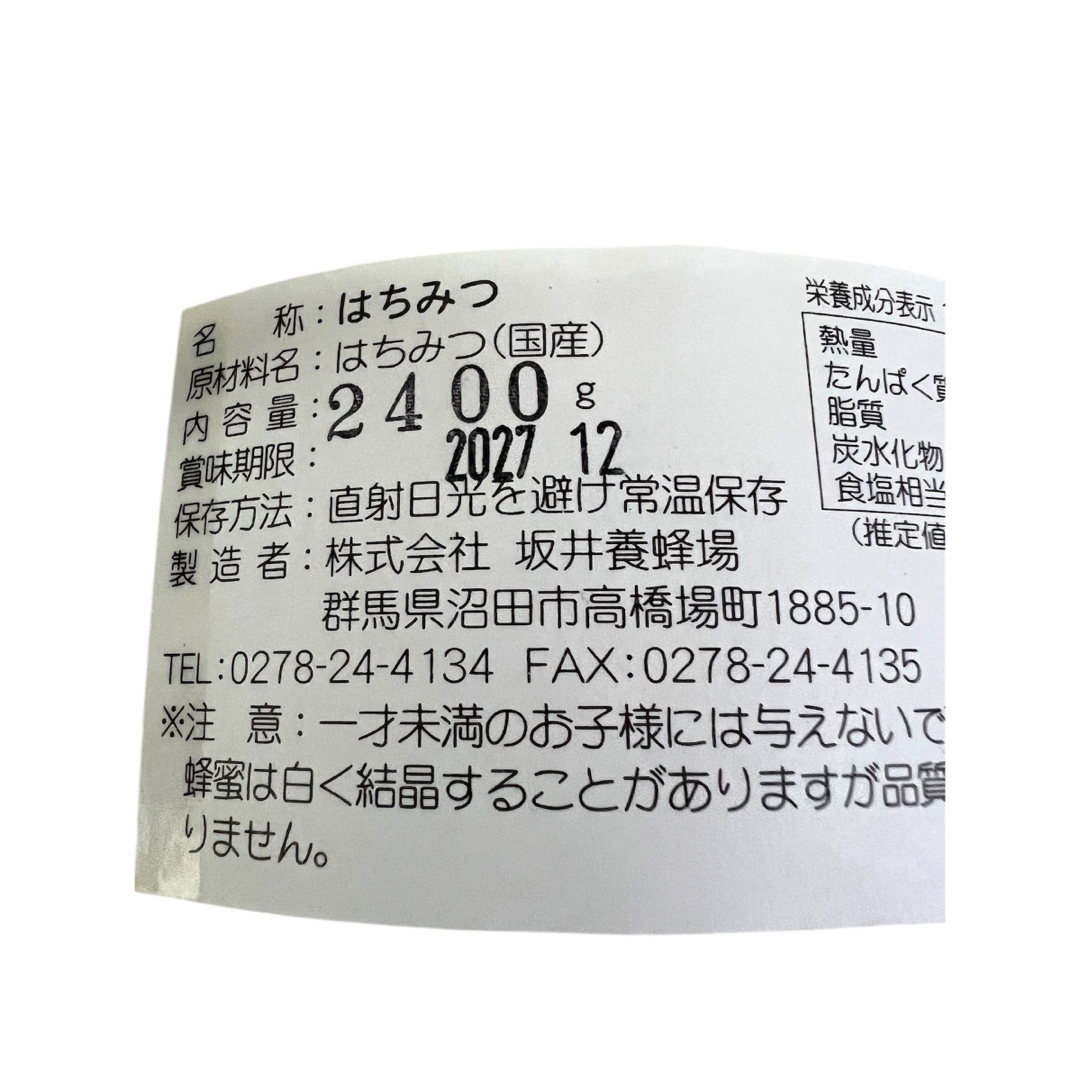 名 称：はちみつ
原材料名：はちみつ(国産)
内容量：2400 g
賞味期限： 2027 12
保存方法：直射日光を避け常温保存
製造者：株式会社 坂井養蜂場
群馬県沼田市高橋場町1885-10
TEL:0278-24-4134 FAX:0278-24-4135
※注 意：一才未満のお子様には与えないで
蜂蜜は白く結晶することがありますが品質
りません。
栄養成分表示
熱量
たんぱく質
脂質
炭水化物
食塩相当
(推定値